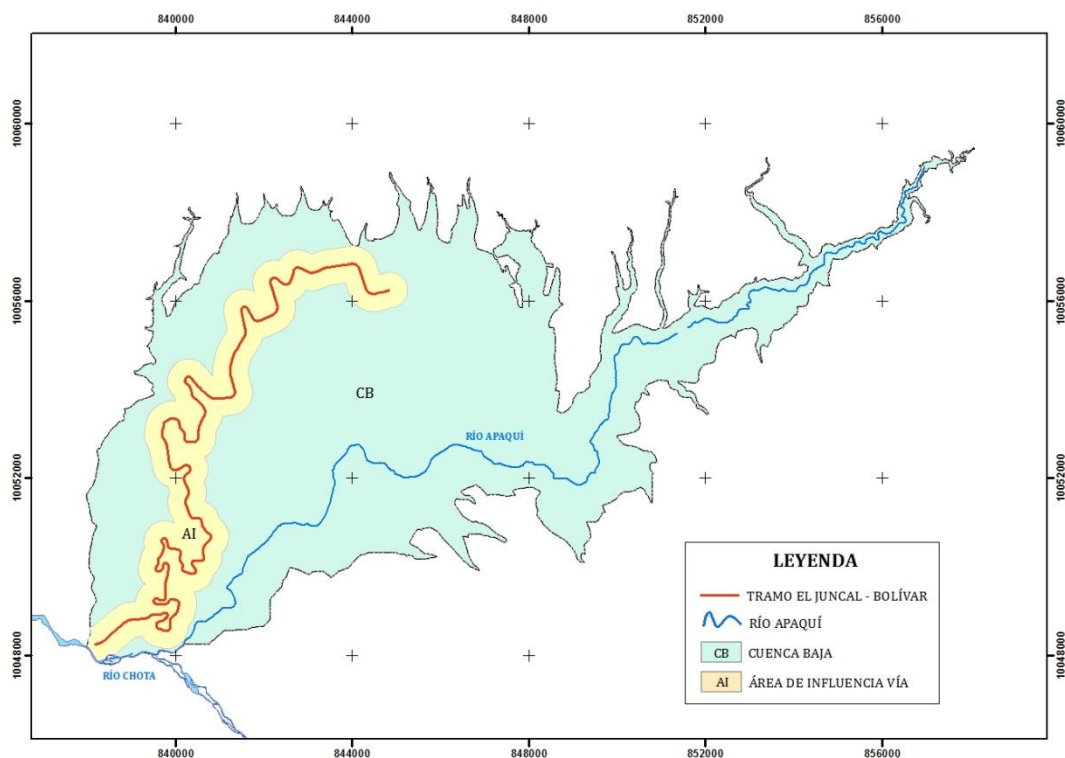 840000 844000 848000 852000 856000
10060000 10060000
10056000 10056000
CB
RÍO APAQUÍ
10052000 10052000
AI
LEYENDA
TRAMO EL JUNCAL - BOLÍVAR
RÍO APAQUÍ
CB CUENCA BAJA
AI ÁREA DE INFLUENCIA VÍA
10048000 10048000
RÍO CHOTA
840000 844000 848000 852000 856000